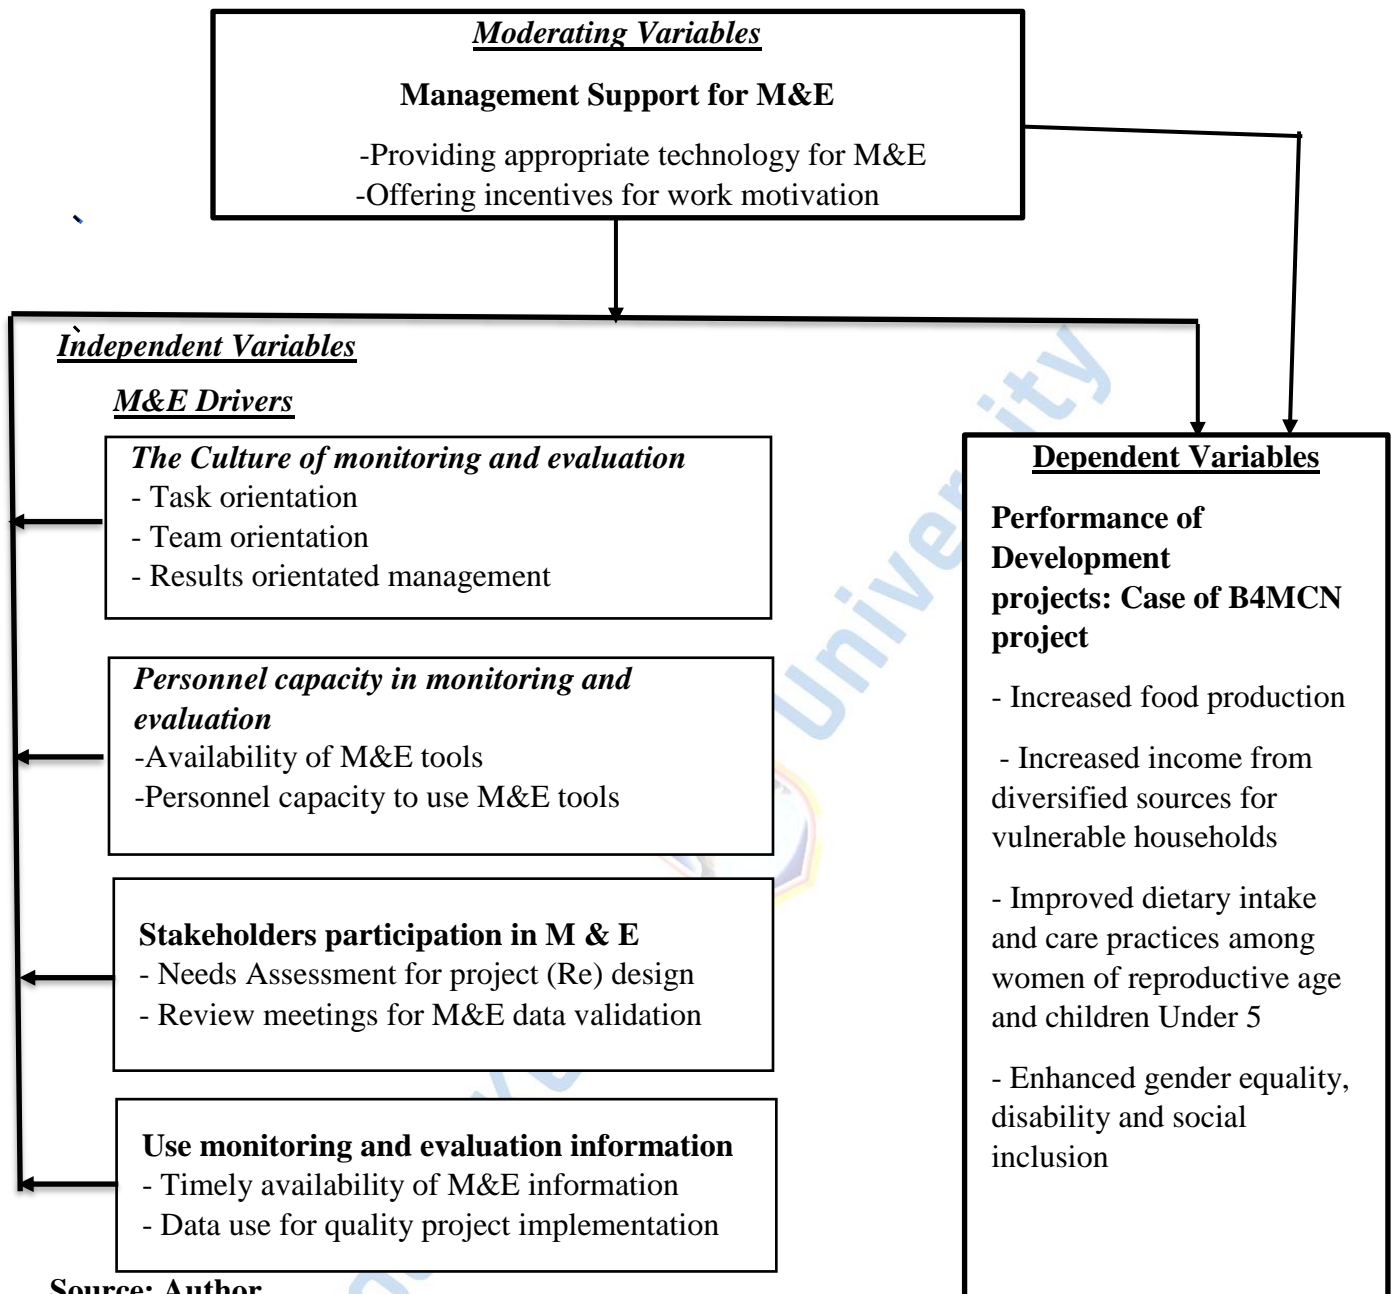 Moderating Variables
Management Support for M&E
-Providing appropriate technology for M&E
-Offering incentives for work motivation
Independent Variables
M&E Drivers
The Culture of monitoring and evaluation
- Task orientation
- Team orientation
- Results orientated management
Personnel capacity in monitoring and
evaluation
-Availability of M&E tools
-Personnel capacity to use M&E tools
Stakeholders participation in M & E
- Needs Assessment for project (Re) design
- Review meetings for M&E data validation
Use monitoring and evaluation information
- Timely availability of M&E information
- Data use for quality project implementation
Dependent Variables
Performance of
Development
projects: Case of B4MCN
project
- Increased food production
- Increased income from
diversified sources for
vulnerable households
- Improved dietary intake
and care practices among
women of reproductive age
and children Under 5
- Enhanced gender equality,
disability and social
inclusion
Source: Author
University